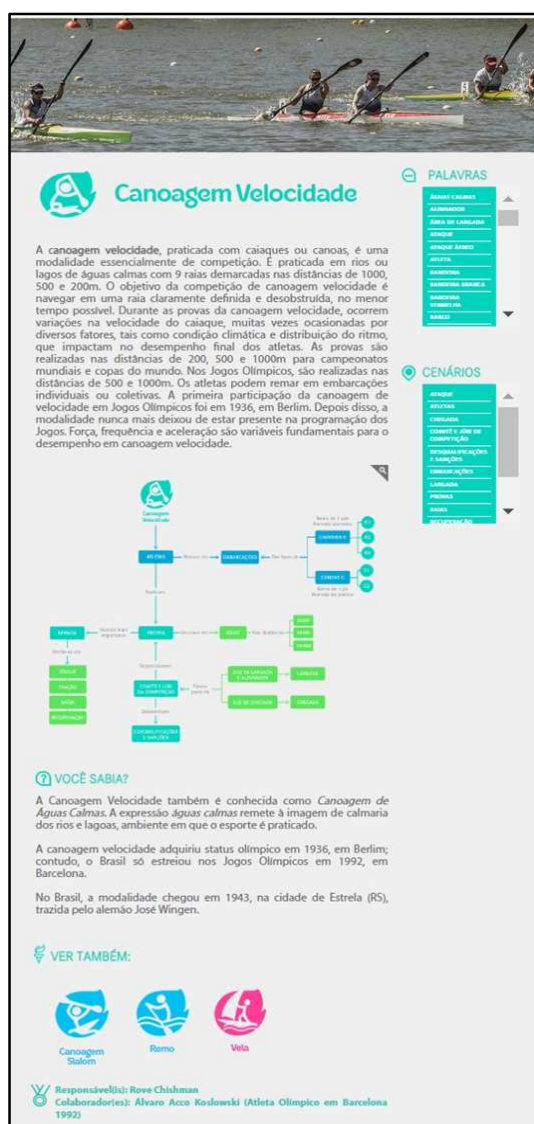 Canoagem Velocidade
A canoagem velocidade, praticada com caiaques ou canoas, é uma
modalidade essencialmente de competição. É praticada em rios ou
lagos de águas calmas com 9 raias demarcadas nas distâncias de 1000,
500 e 200m. O objetivo da competição de canoagem velocidade é
navegar em uma raia claramente definida e desobstruída, no menor
tempo possível. Durante as provas da canoagem velocidade, ocorrem
variações na velocidade do caiaque, muitas vezes ocasionadas por
diversos fatores, tais como condição climática e distribuição do ritmo,
que impactam no desempenho final dos atletas. As provas são
realizadas nas distâncias de 200, 500 e 1000m para campeonatos
mundiais e copas do mundo. Nos Jogos Olímpicos, são realizadas nas
distâncias de 500 e 1000m. Os atletas podem remar em embarcações
individuais ou coletivas. A primeira participação da canoagem de
velocidade em Jogos Olímpicos foi em 1936, em Berlim. Depois disso, a
modalidade nunca mais deixou de estar presente na programação dos
Jogos. Força, frequência e aceleração são variáveis fundamentais para o
desempenho em canoagem velocidade.
PALAVRAS
ÁGUAS CALMAS
ALINHADOR
ÁREA DE LARGADA
ATAQUE
ATAQUE AÉREO
ATLETA
BANDEIRA
BANDEIRA BRANCA
BANDEIRA
VERMELHA
BARCO
CENÁRIOS
ATAQUE
ATLETAS
CHEGADA
COMITÊ E JÚRI DE
COMPETIÇÃO
DESQUALIFICAÇÕES
E SANÇÕES
EMBARCAÇÕES
LARGADA
PROVAS
RAIAS
RECUPERAÇÃO
Canoagem
Velocidade
ATLETAS
EMBARCAÇÕES
PROVAS
COMITÊ E JÚRI
DA COMPETIÇÃO
LARGADA
CHEGADA
DESQUALIFICAÇÕES
E SANÇÕES
VOCÊ SABIA?
A Canoagem Velocidade também é conhecida como Canoagem de
Águas Calmas. A expressão águas calmas remete à imagem de calmaria
dos rios e lagoas, ambiente em que o esporte é praticado.
A canoagem velocidade adquiriu status olímpico em 1936, em Berlim;
contudo, o Brasil só estreiou nos Jogos Olímpicos em 1992, em
Barcelona.
No Brasil, a modalidade chegou em 1943, na cidade de Estrela (RS),
trazida pelo alemão José Wingen.
VER TAMBÉM:
Canoagem
Slalom
Remo
Vela
Responsável(is): Rove Chishman
Colaborador(es): Alvaro Acco Koslowski (Atleta Olímpico em Barcelona
1992)